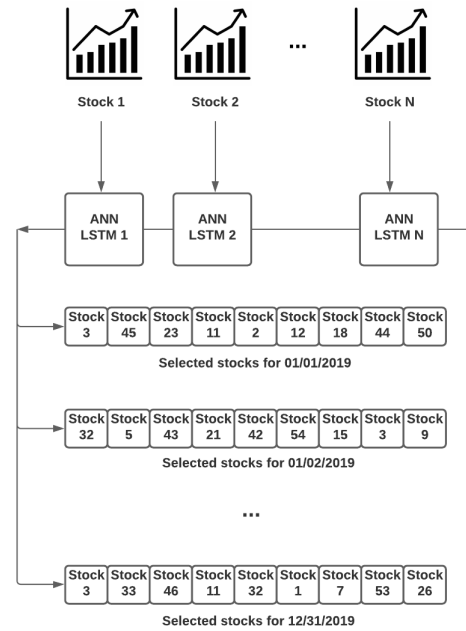 ...
Stock 1 Stock 2 Stock N
ANN ANN ANN
LSTM 1 LSTM 2 LSTM N
Stock Stock Stock Stock Stock Stock Stock Stock Stock
3 45 23 11 2 12 18 44 50
Selected stocks for 01/01/2019
Stock Stock Stock Stock Stock Stock Stock Stock Stock
32 5 43 21 42 54 15 3 9
Selected stocks for 01/02/2019
...
Stock Stock Stock Stock Stock Stock Stock Stock Stock
3 33 46 11 32 1 7 53 26
Selected stocks for 12/31/2019